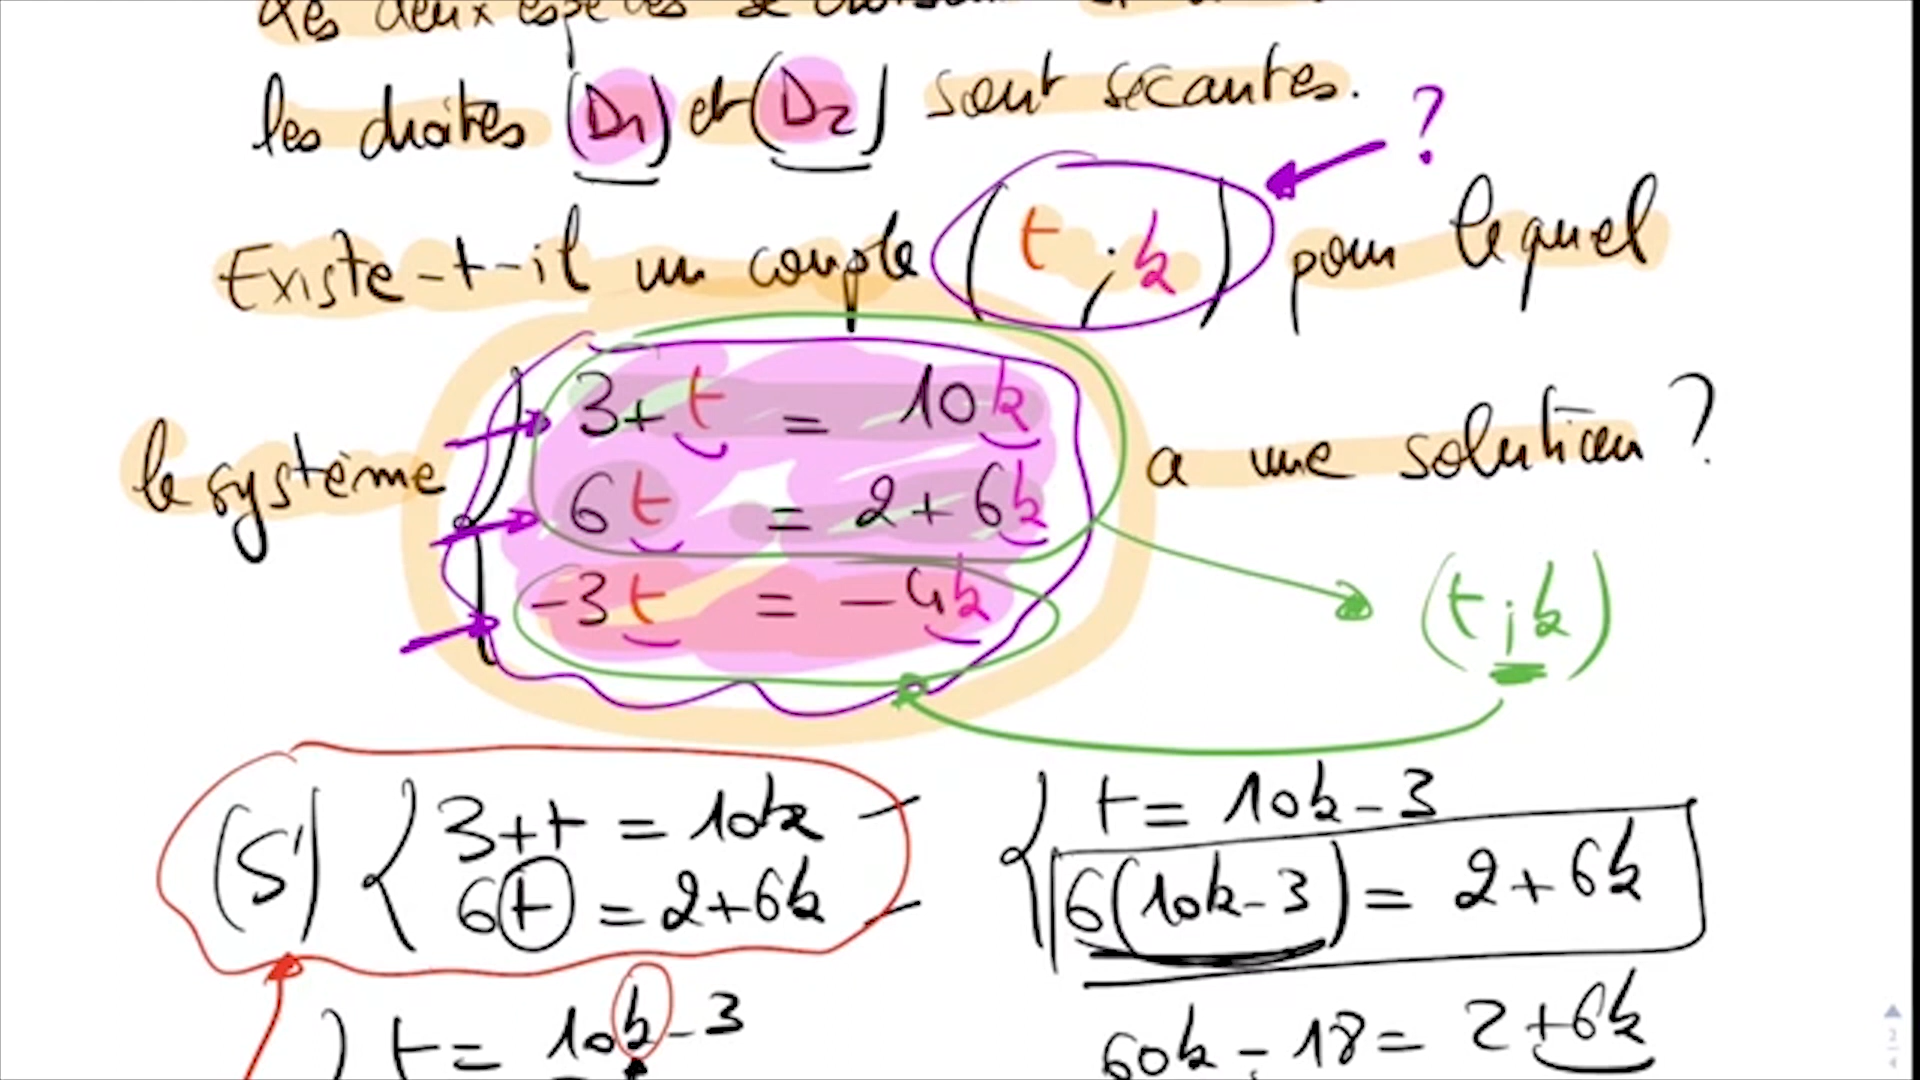 les deux
les droites (D1) et (D2) sont sécantes.
?
Existe-t-il un couple (t ; k) pour lequel
3+t = 10k
le système 6t = 2+6k a une solution ?
-3t = -4k
(t ; k)
(S') { 3+t = 10k
6t = 2+6k
{ t = 10k-3
6(10k-3) = 2+6k
t = 10k-3
60k - 18 = 2+6k